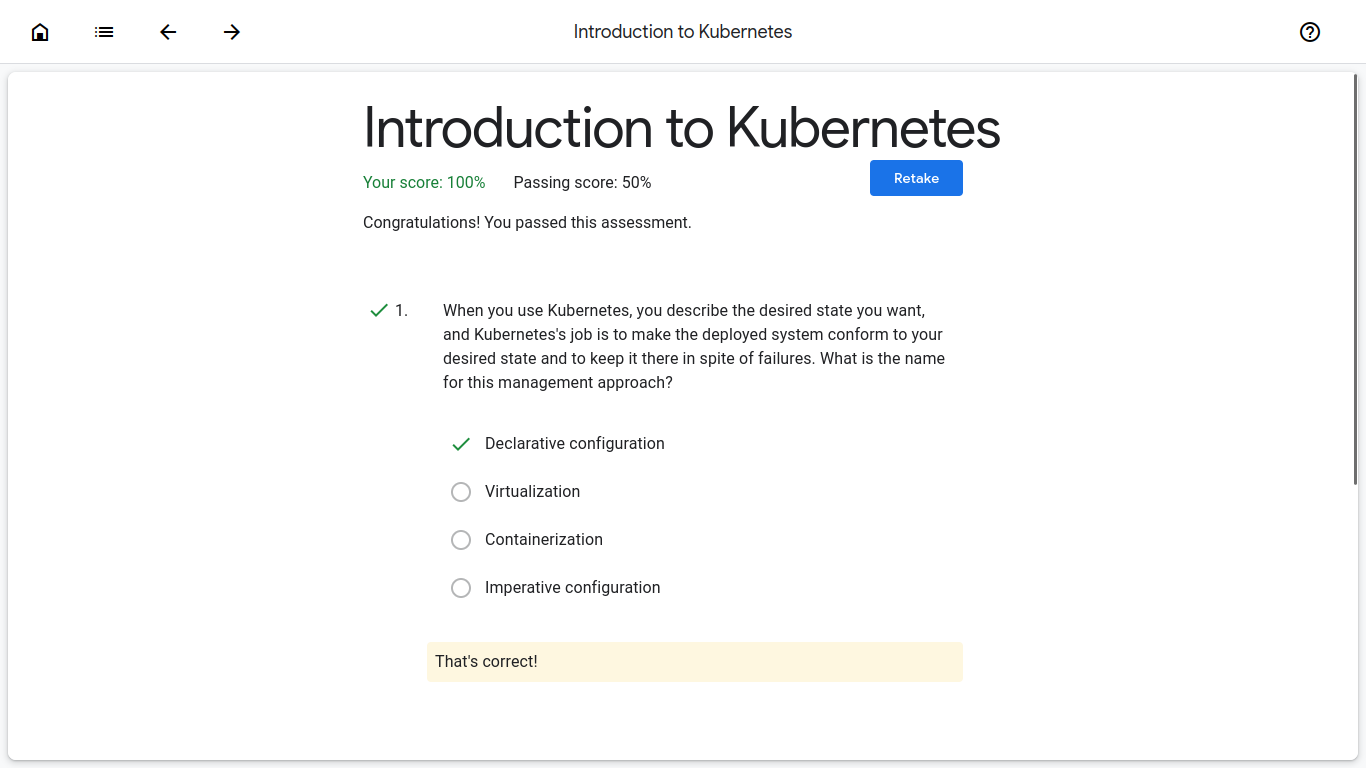 Introduction to Kubernetes
Introduction to Kubernetes
Your score: 100% Passing score: 50%
Retake
Congratulations! You passed this assessment.
1. When you use Kubernetes, you describe the desired state you want,
and Kubernetes's job is to make the deployed system conform to your
desired state and to keep it there in spite of failures. What is the name
for this management approach?
Declarative configuration
Virtualization
Containerization
Imperative configuration
That's correct!